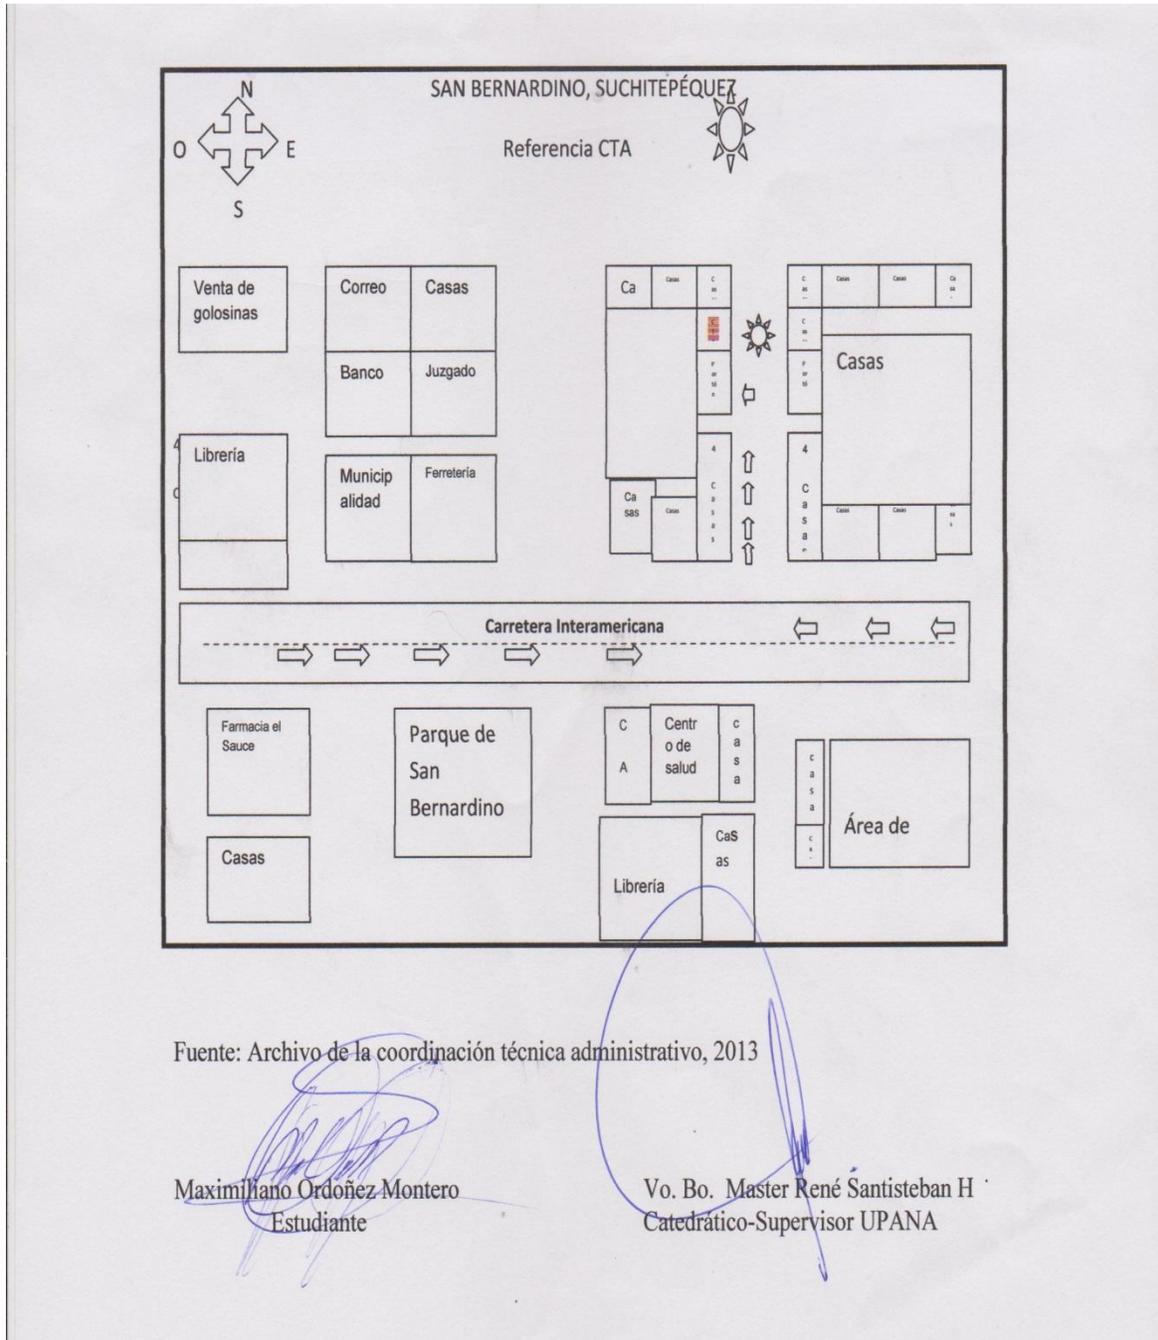 SAN BERNARDINO, SUCHITEPÉQUEZ
N
O
E
S
Referencia CTA
Venta de
golosinas
Correo
Casas
Banco
Juzgado
Librería
4
Municip
alidad
Ferretería
Ca
Casas
Ca
sas
Casas
4
C
a
s
a
s
Casas
Casas
Casas
4
C
a
s
a
Casas
Casas
Carretera Interamericana
Farmacia el
Sauce
Casas
Parque de
San
Bernardino
C
A
Centr
o de
salud
c
a
s
a
Librería
Cas
as
c
a
s
a
Área de
Fuente: Archivo de la coordinación técnica administrativo, 2013
Maximiliano Ordoñez Montero
Estudiante
Vo. Bo. Master René Santisteban H
Catedrático-Supervisor UPANA